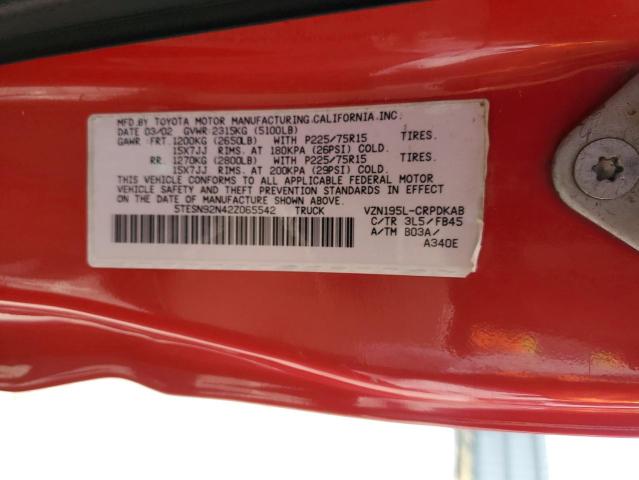 MFD. BY TOYOTA MOTOR MANUFACTURING, CALIFORNIA, INC.
DATE 03/02 GVWR 2315KG (5100LB)
GAWR FRT. 1200KG (2650LB) WITH P225/75R15 TIRES.
15X7JJ RIMS. AT 180KPA (26PSI) COLD.
RR. 1270KG (2800LB) WITH P225/75R15 TIRES.
15X7JJ RIMS. AT 200KPA (29PSI) COLD.
THIS VEHICLE CONFORMS TO ALL APPLICABLE FEDERAL MOTOR
VEHICLE SAFETY AND THEFT PREVENTION STANDARDS IN EFFECT ON
THE DATE OF MANUFACTURE SHOWN ABOVE.
5TESN92N42Z065542 TRUCK VZN195L-CRPDKAB
C/TR 3L5/FB45
A/TM B03A/
A340E